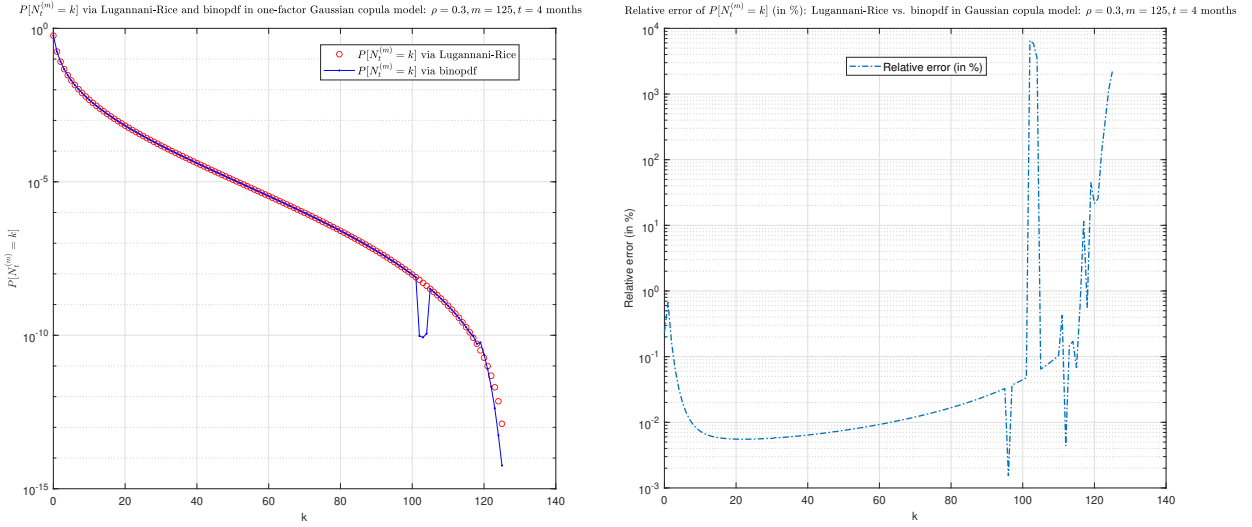 P[N_t^{(m)} = k] via Lugannani-Rice and binopdf in one-factor Gaussian copula model: ρ = 0.3, m = 125, t = 4 months
10^0
10^-5
10^-10
10^-15
P[N_t^{(m)} = k]
P[N_t^{(m)} = k] via Lugannani-Rice
P[N_t^{(m)} = k] via binopdf
0 20 40 60 80 100 120 140
k
Relative error of P[N_t^{(m)} = k] (in %): Lugannani-Rice vs. binopdf in Gaussian copula model: ρ = 0.3, m = 125, t = 4 months
10^4
10^3
10^2
10^1
10^0
10^-1
10^-2
10^-3
Relative error (in %)
Relative error (in %)
0 20 40 60 80 100 120 140
k